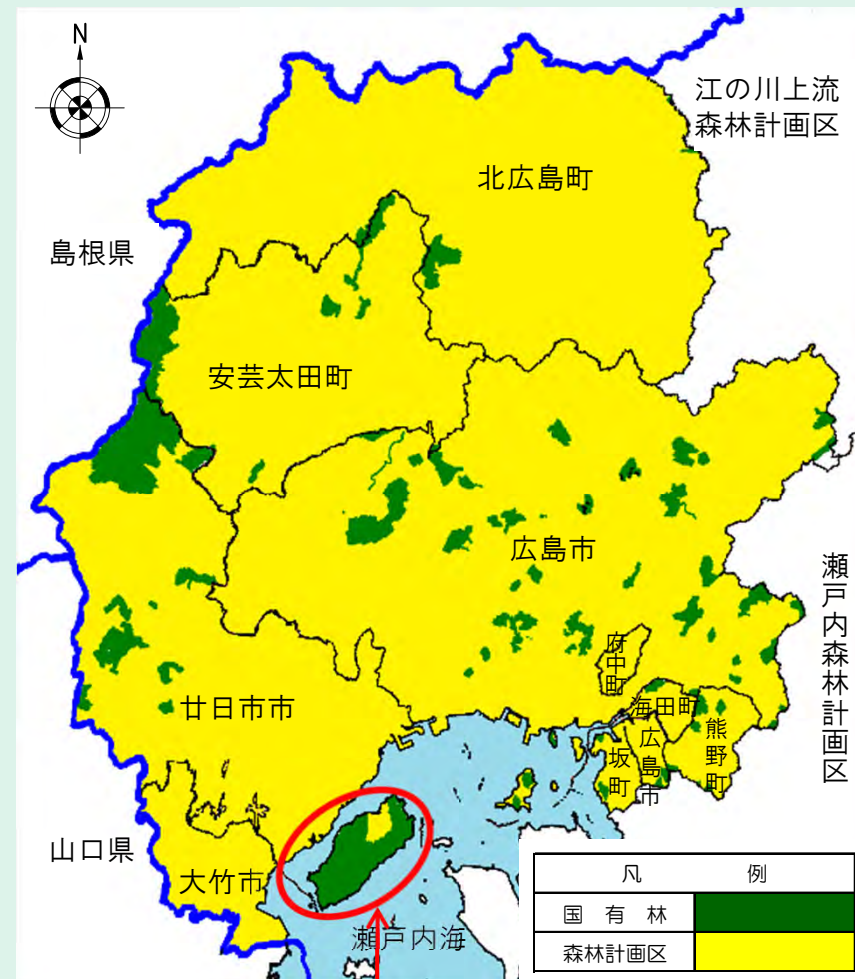 N
江の川上流
森林計画区
北広島町
島根県
安芸太田町
広島市
瀬戸内森林計画区
府中町
海田町
廿日市市
熊野町
広島市
坂町
山口県
大竹市
瀬戸内海
凡 例
国 有 林
森林計画区